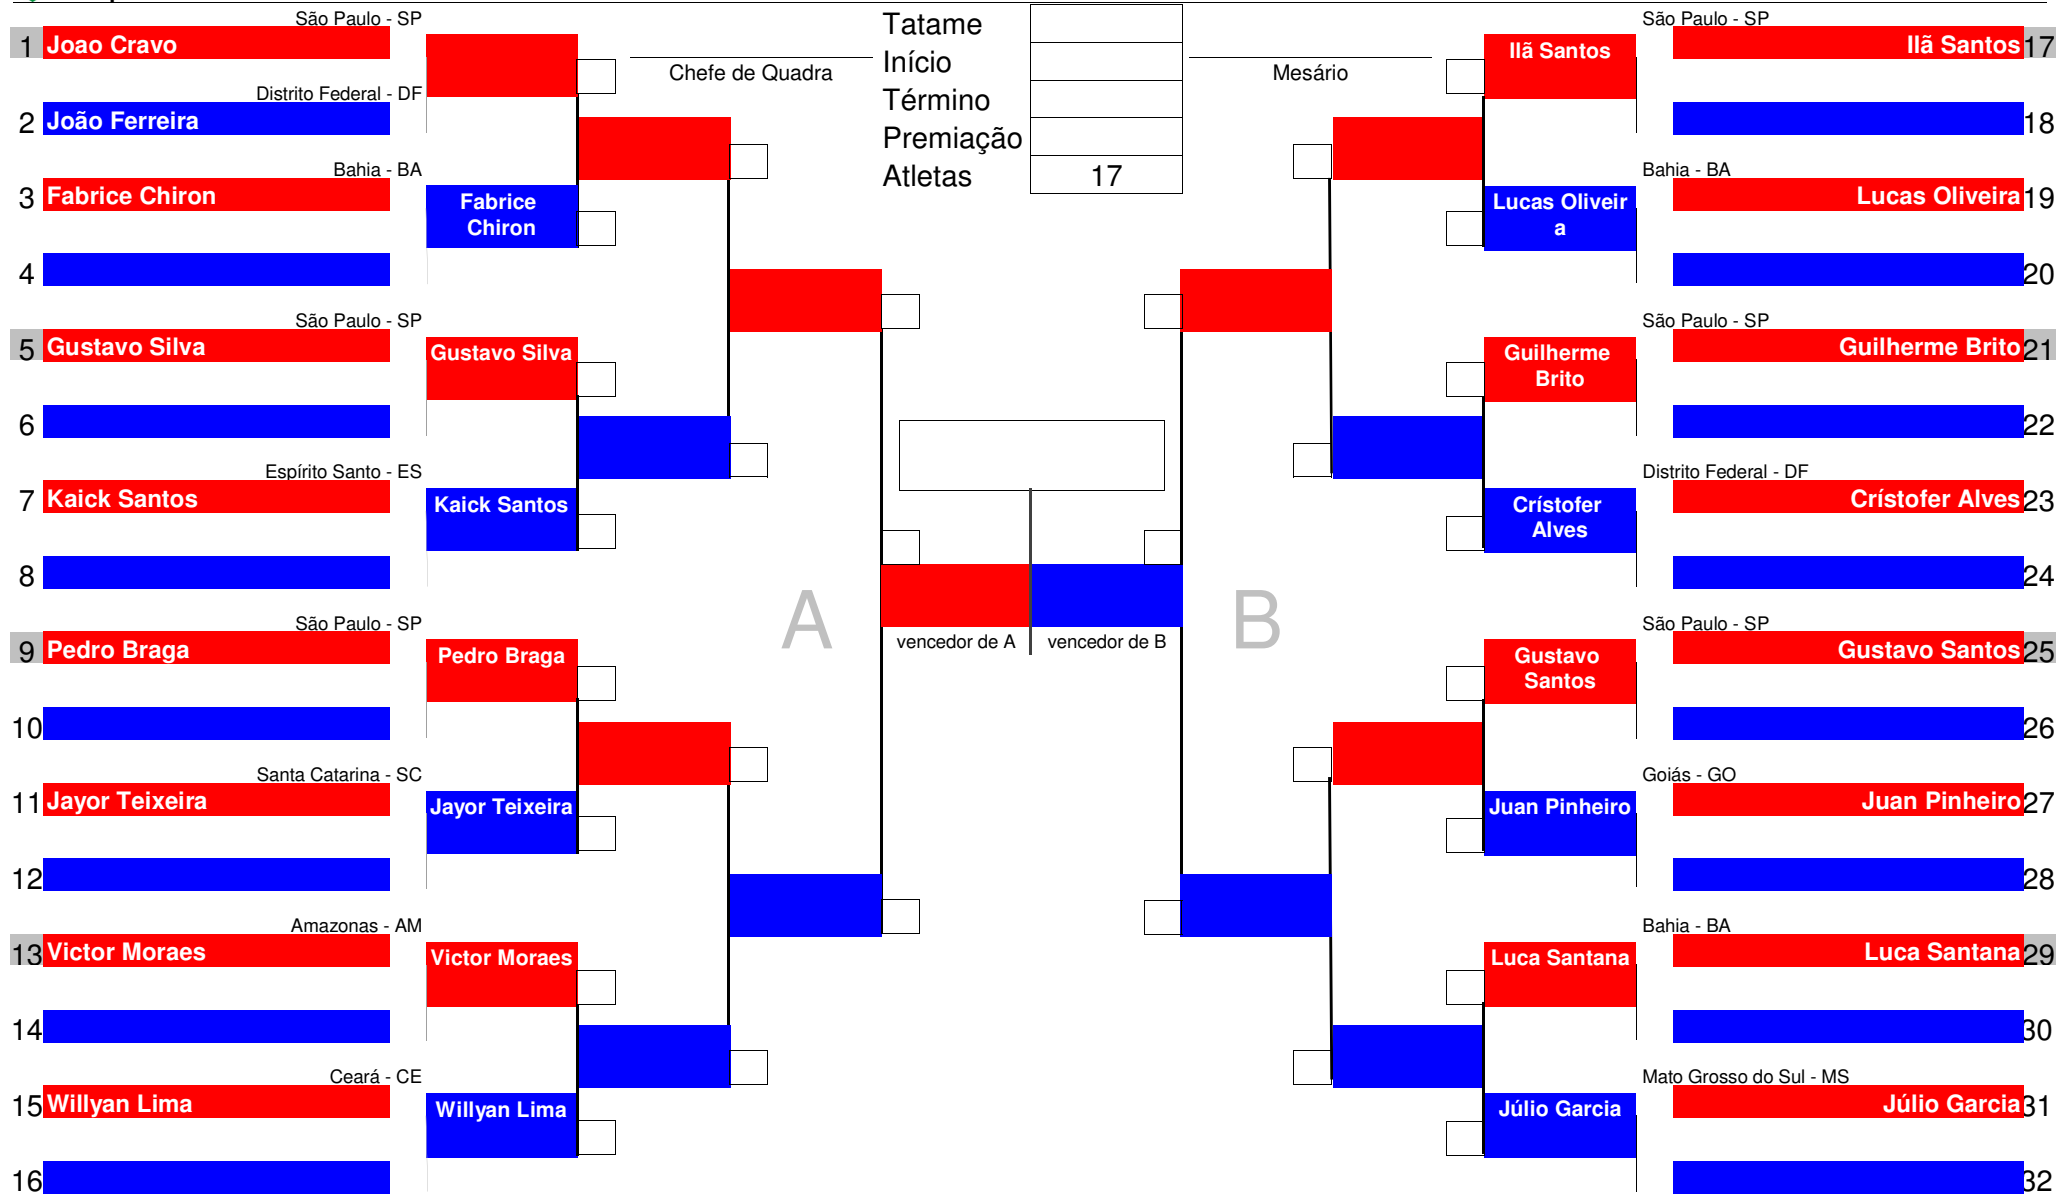 São Paulo - SP
1 Joao Cravo
Distrito Federal - DF
2 João Ferreira
Bahia - BA
3 Fabrice Chiron
Fabrice
Chiron
4
São Paulo - SP
5 Gustavo Silva
Gustavo Silva
6
Espírito Santo - ES
7 Kaick Santos
Kaick Santos
8
São Paulo - SP
9 Pedro Braga
Pedro Braga
10
Santa Catarina - SC
11 Jayor Teixeira
Jayor Teixeira
12
Amazonas - AM
13 Victor Moraes
Victor Moraes
14
Ceará - CE
15 Willyan Lima
Willyan Lima
16
Chefe de Quadra
Tatame
Início
Término
Premiação
Atletas 17
Mesário
A
vencedor de A
vencedor de B
B
São Paulo - SP
Ilã Santos
Ilã Santos 17
18
Bahia - BA
Lucas Oliveir
a
Lucas Oliveira 19
20
São Paulo - SP
Guilherme
Brito
Guilherme Brito 21
22
Distrito Federal - DF
Crístofer
Alves
Crístofer Alves 23
24
São Paulo - SP
Gustavo
Santos
Gustavo Santos 25
26
Goiás - GO
Juan Pinheiro
Juan Pinheiro 27
28
Bahia - BA
Luca Santana
Luca Santana 29
30
Mato Grosso do Sul - MS
Júlio Garcia
Júlio Garcia 31
32